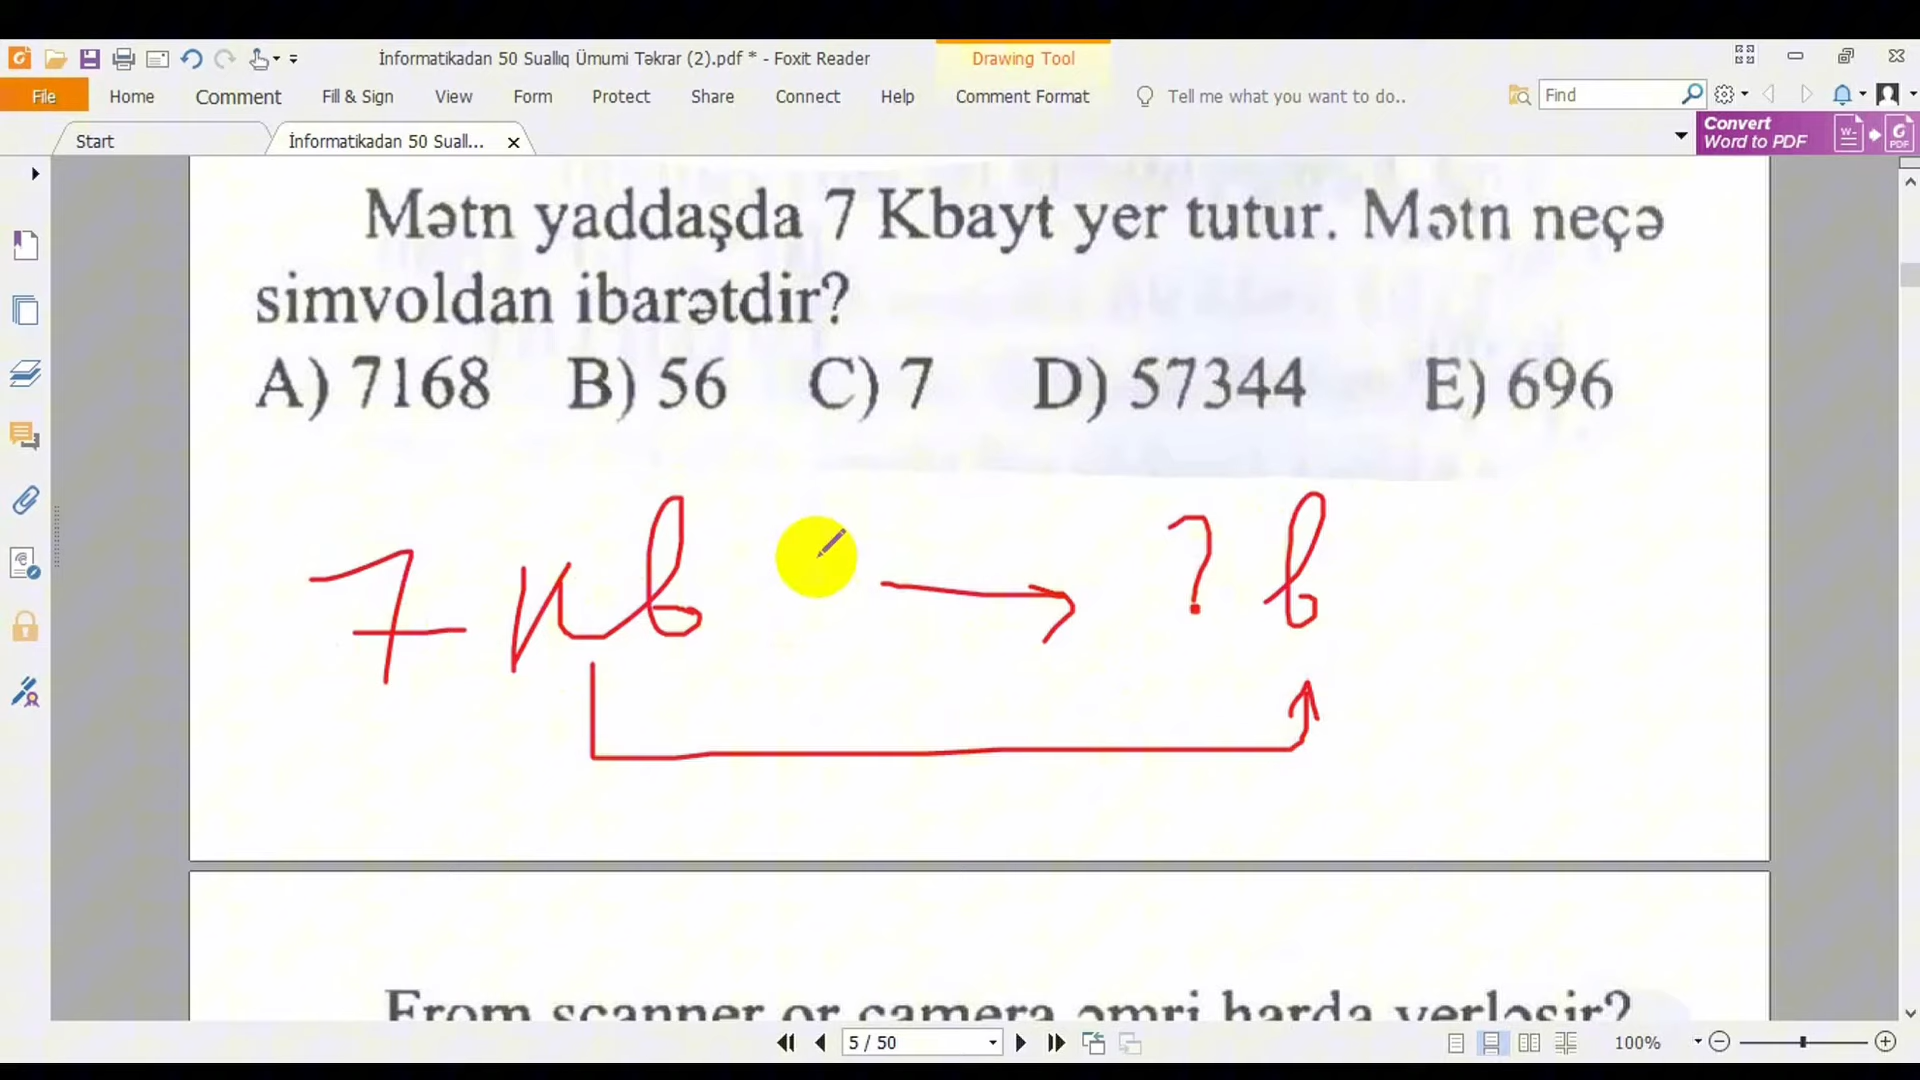 İnformatikadan 50 Suallıq Ümumi Təkrar (2).pdf * - Foxit Reader
Drawing Tool
File Home Comment Fill & Sign View Form Protect Share Connect Help Comment Format Tell me what you want to do.. Find
Start İnformatikadan 50 Sual... Convert
Word to PDF
Mətn yaddaşda 7 Kbayt yer tutur. Mətn neçə
simvoldan ibarətdir?
A) 7168 B) 56 C) 7 D) 57344 E) 696
7 кб ? б
From scanner or camera əmri harda yerləşir?
5 / 50 100%